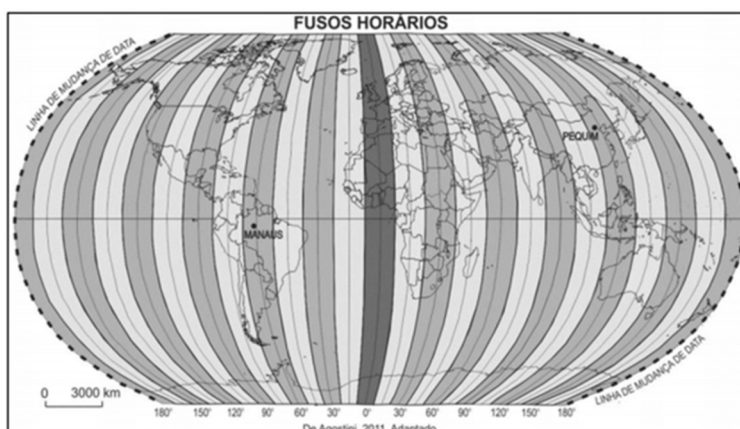 FUSOS HORÁRIOS
LINHA DE MUDANÇA DE DATA
PEQUIM
MANAUS
LINHA DE MUDANÇA DE DATA
0 3000 km
180° 150° 120° 90° 60° 30° 0° 30° 60° 90° 120° 150° 180°
De Agostini, 2011. Adaptado.